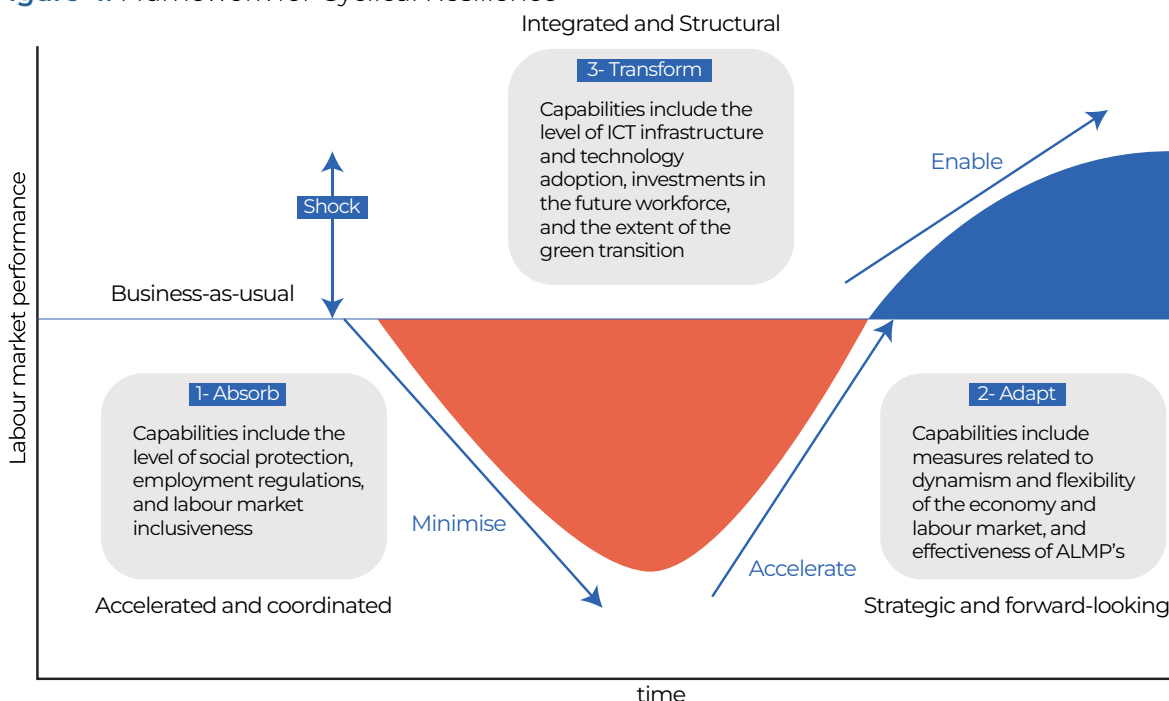 Framework for Cyclical Resilience
Integrated and Structural
3- Transform
Capabilities include the
level of ICT infrastructure
and technology
adoption, investments in
the future workforce,
and the extent of the
green transition
Enable
Shock
Labour market performance
Business-as-usual
1- Absorb
Capabilities include the
level of social protection,
employment regulations,
and labour market
inclusiveness
Accelerated and coordinated
Minimise
Accelerate
2- Adapt
Capabilities include
measures related to
dynamism and flexibility
of the economy and
labour market, and
effectiveness of ALMP's
Strategic and forward-looking
time